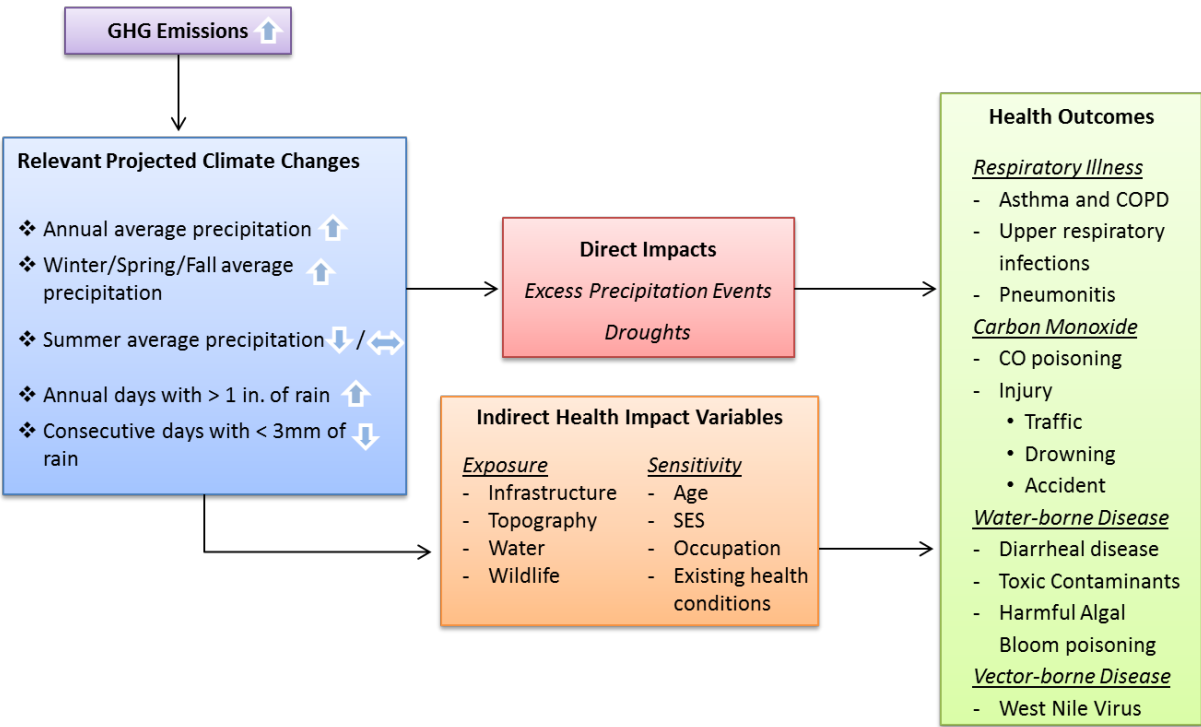 GHG Emissions
Relevant Projected Climate Changes
❖ Annual average precipitation
❖ Winter/Spring/Fall average
precipitation
❖ Summer average precipitation /
❖ Annual days with > 1 in. of rain
❖ Consecutive days with < 3mm of
rain
Direct Impacts
Excess Precipitation Events
Droughts
Indirect Health Impact Variables
Exposure
- Infrastructure
- Topography
- Water
- Wildlife
Sensitivity
- Age
- SES
- Occupation
- Existing health
conditions
Health Outcomes
Respiratory Illness
- Asthma and COPD
- Upper respiratory
infections
- Pneumonitis
Carbon Monoxide
- CO poisoning
- Injury
• Traffic
• Drowning
• Accident
Water-borne Disease
- Diarrheal disease
- Toxic Contaminants
- Harmful Algal
Bloom poisoning
Vector-borne Disease
- West Nile Virus